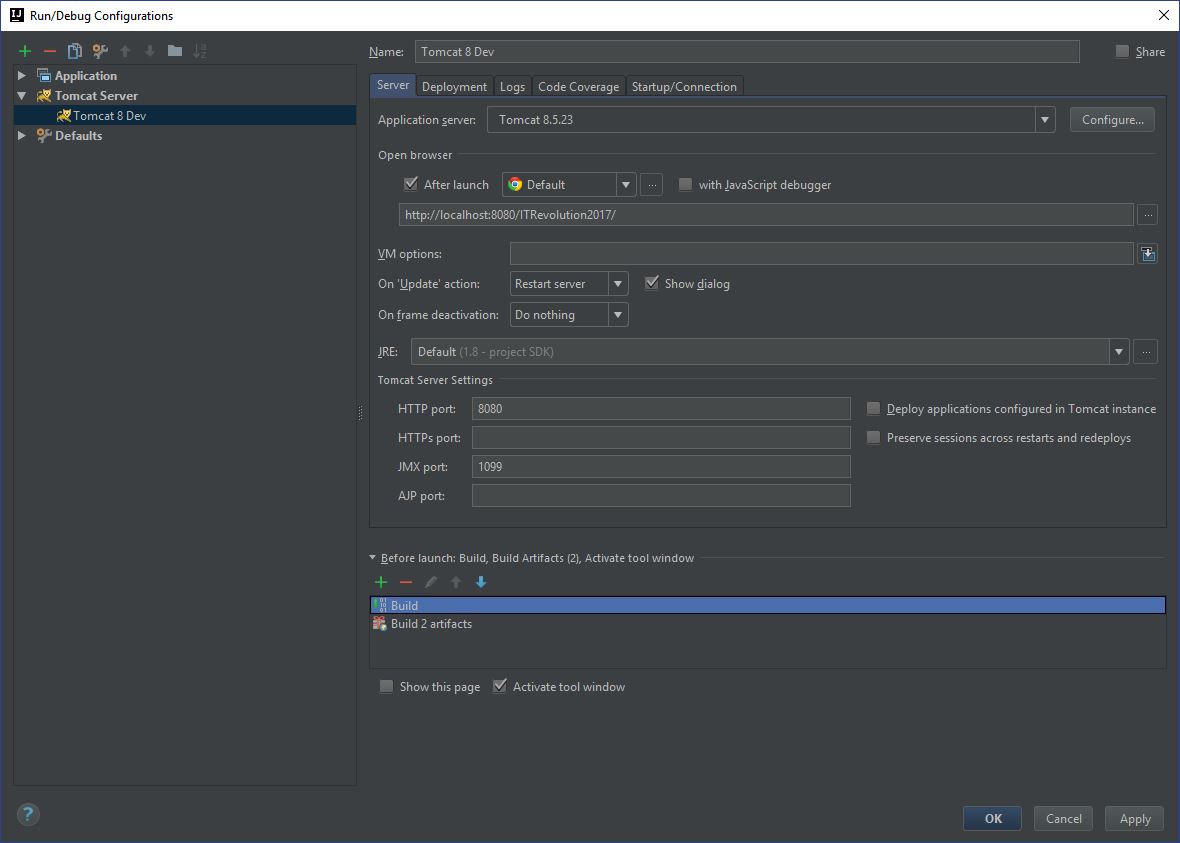 Run/Debug Configurations
Application
Tomcat Server
Tomcat 8 Dev
Defaults
Name: Tomcat 8 Dev Share
Server Deployment Logs Code Coverage Startup/Connection
Application server: Tomcat 8.5.23 Configure...
Open browser
After launch Default ... with JavaScript debugger
http://localhost:8080/ITRevolution2017/ ...
VM options:
On 'Update' action: Restart server Show dialog
On frame deactivation: Do nothing
JRE: Default (1.8 - project SDK) ...
Tomcat Server Settings
HTTP port: 8080 Deploy applications configured in Tomcat instance
HTTPs port: Preserve sessions across restarts and redeploys
JMX port: 1099
AJP port:
Before launch: Build, Build Artifacts (2), Activate tool window
Build
Build 2 artifacts
Show this page Activate tool window
? OK Cancel Apply